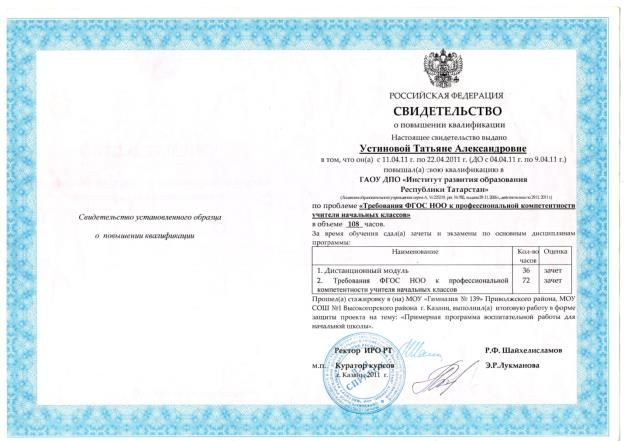 Свидетельство установленного образца
о повышении квалификации
РОССИЙСКАЯ ФЕДЕРАЦИЯ
СВИДЕТЕЛЬСТВО
о повышении квалификации
Настоящее свидетельство выдано
Устиновой Татьяне Александровне
в том, что он(а) с 11.04.11 по 22.04.2011 г. (ДО с 04.04.11 г. по 9.04.11 г.)
повышал(а) свою квалификацию в
ГАОУ ДПО «Институт развития образования
Республики Татарстан»
по проблеме «Требования ФГОС НОО к профессиональной компетентности
учителя начальных классов»
в объеме 108 часов.
За время обучения сдал(а) зачеты и экзамены по основным дисциплинам
программы:
Наименование Кол-во часов Оценка
1. Дистанционный модуль 36 зачет
2. Требования ФГОС НОО к профессиональной 72 зачет
компетентности учителя начальных классов
Прошел(а) стажировку в (на) МОУ «Гимназия № 139» Приволжского района, МОУ
СОШ №1 Высокогорского района г. Казани, выполнил(а) итоговую работу в форме
защиты проекта на тему: «Примерная программа воспитательной работы для
начальной школы».
Ректор ИРО РТ Р.Ф. Шайхелисламов
м.п. Куратор курсов Э.Р.Лукманова
г. Казань 2011 г.